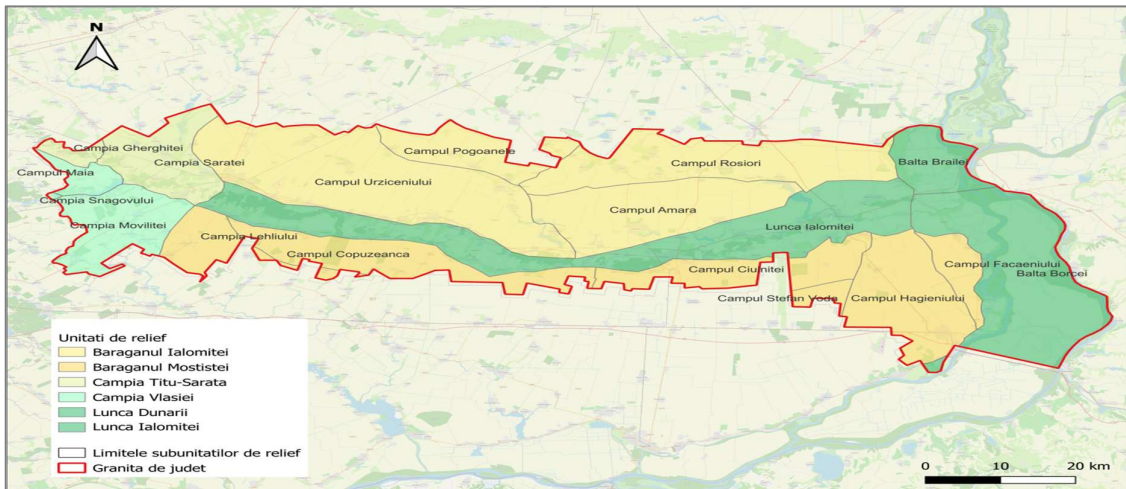 N
Campia Gherghitei
Campul Maia
Campia Saratei
Campia Snagovului
Campia Movilitei
Campul Pogoanele
Campul Urziceniului
Campul Rosiori
Balta Brailei
Campul Amara
Lunca Ialomitei
Campia Lehliului
Campul Copuzeanca
Campul Ciulnitei
Campul Facaeniului
Balta Borcei
Campul Stefan Voda
Campul Hagieniului
Unitati de relief
Baraganul Ialomitei
Baraganul Mostistei
Campia Titu-Sarata
Campia Vlasiei
Lunca Dunarii
Lunca Ialomitei
Limitele subunitatilor de relief
Granita de judet
0 10 20 km